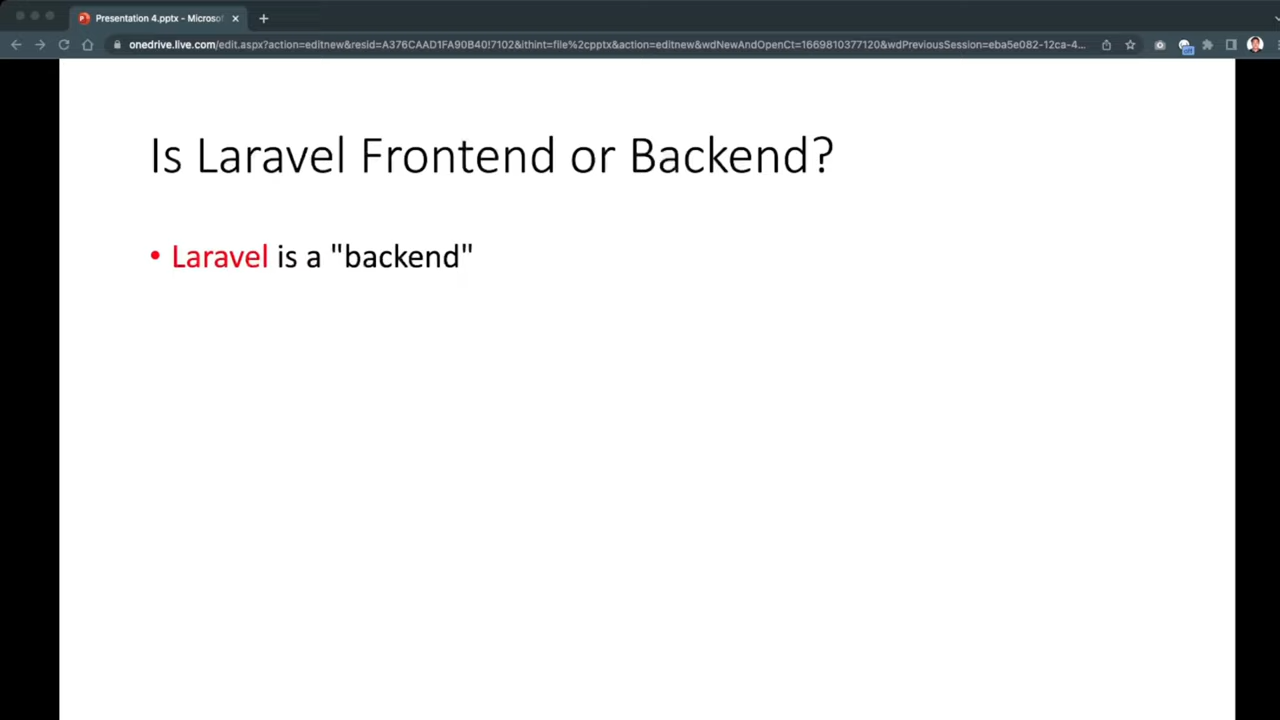 Presentation 4.pptx - Microsof
onedrive.live.com/edit.aspx?action=editnew&resid=A376CAAD1FA90B40!7102&ithint=file%2cpptx&action=editnew&wdNewAndOpenCt=1669810377120&wdPreviousSession=eba5e082-12ca-4...
Is Laravel Frontend or Backend?
• Laravel is a "backend"